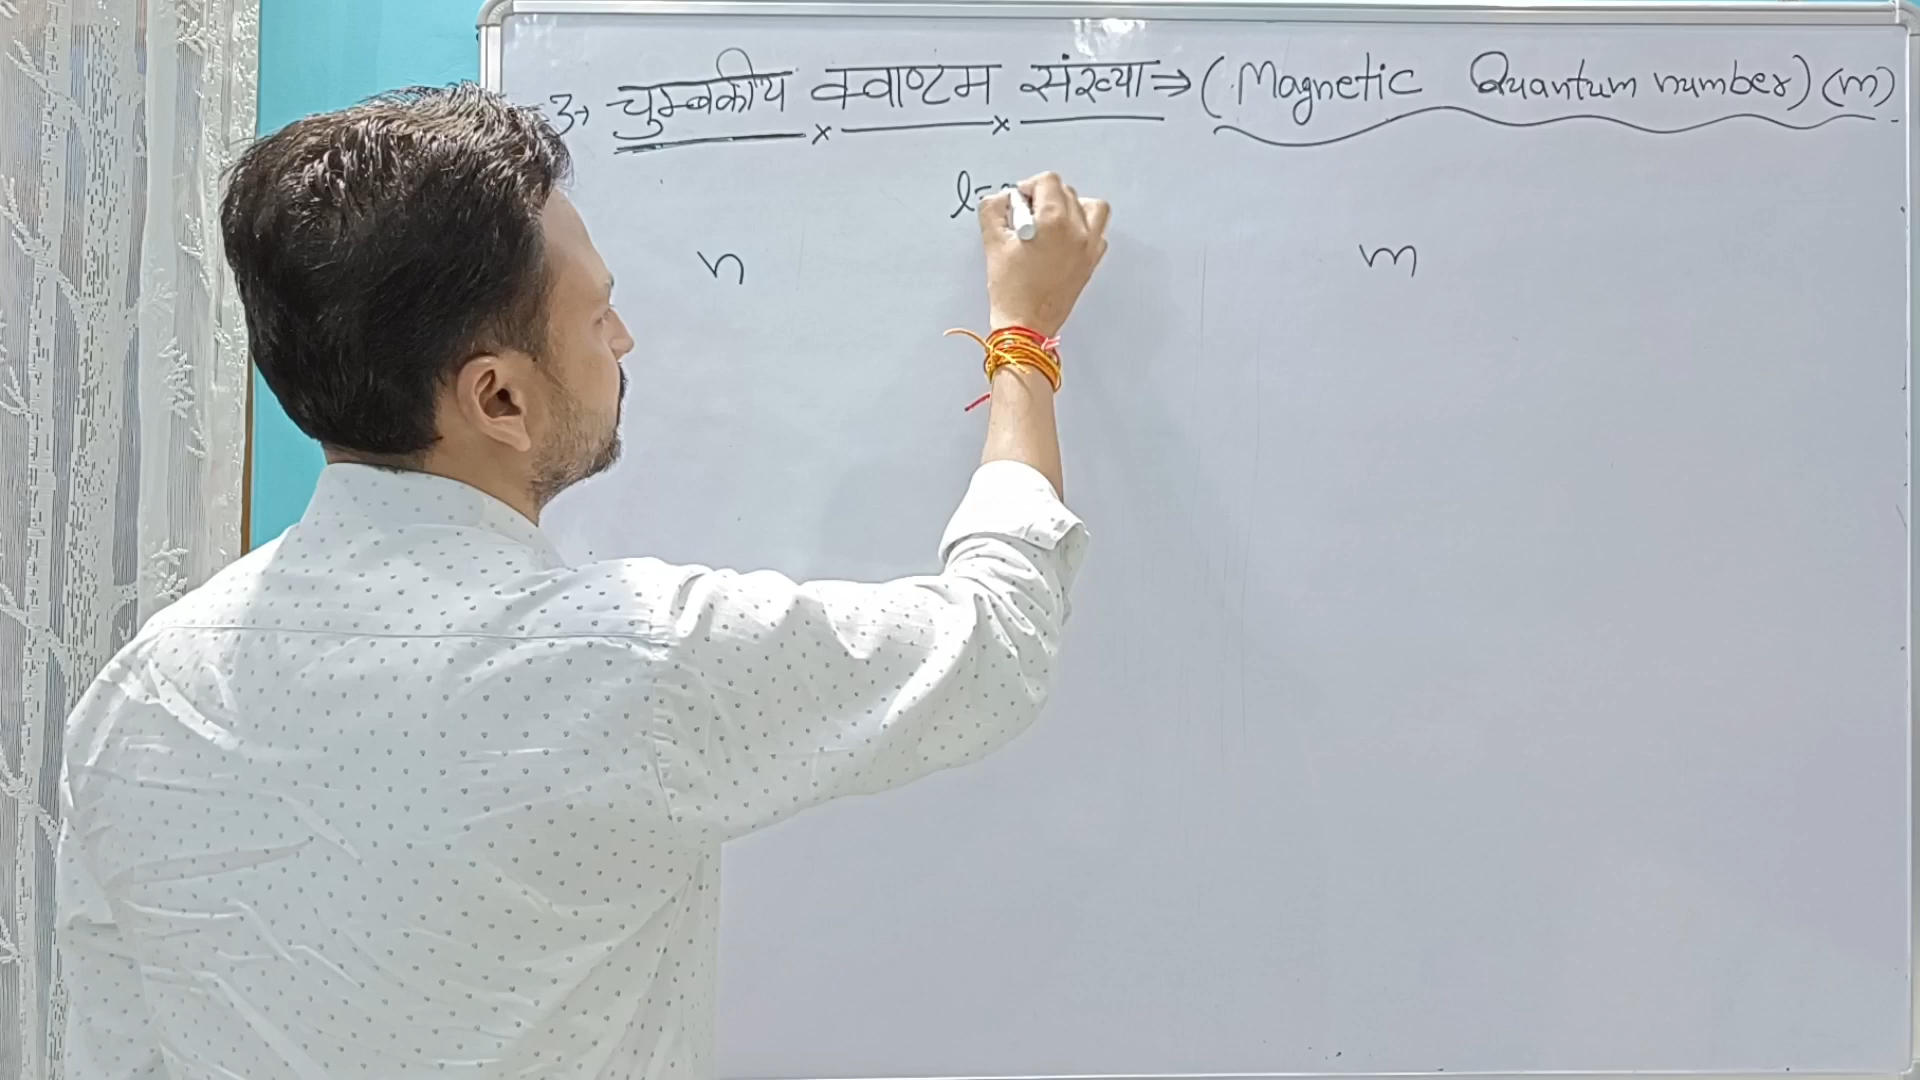 3→ चुम्बकीय क्वाण्टम संख्या ⇒ (Magnetic Quantum number) (m)
l=
n m